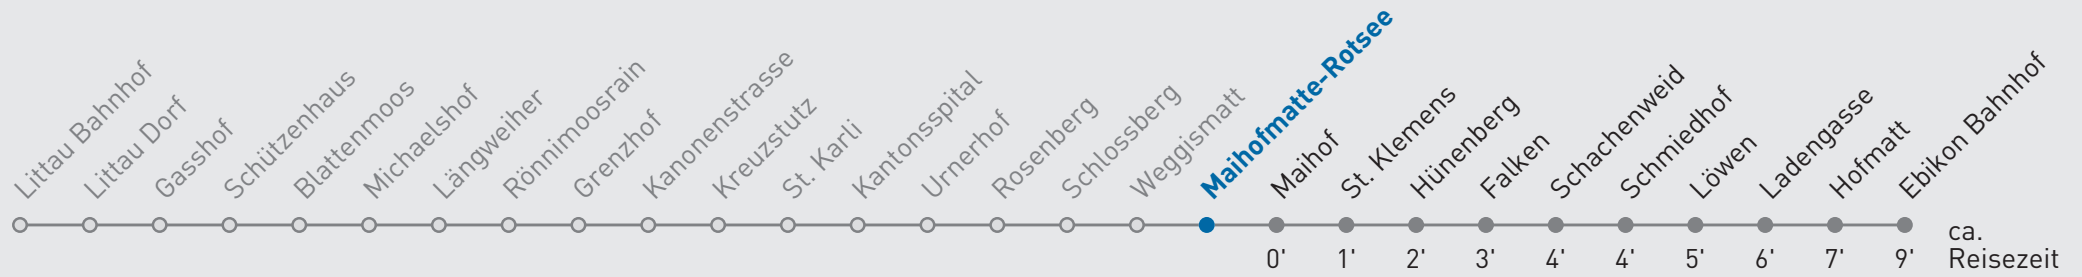 Littau Bahnhof
Littau Dorf
Gasshof
Schützenhaus
Blattenmoos
Michaelshof
Längweiher
Rönnimoosrain
Grenzhof
Kanonenstrasse
Kreuzstutz
St. Karli
Kantonsspital
Urnerhof
Rosenberg
Schlossberg
Weggismatt
Maihofmatte-Rotsee
Maihof
St. Klemens
Hünenberg
Falken
Schachenweid
Schmiedhof
Löwen
Ladengasse
Hofmatt
Ebikon Bahnhof
0' 1' 2' 3' 4' 4' 5' 6' 7' 9'
ca.
Reisezeit